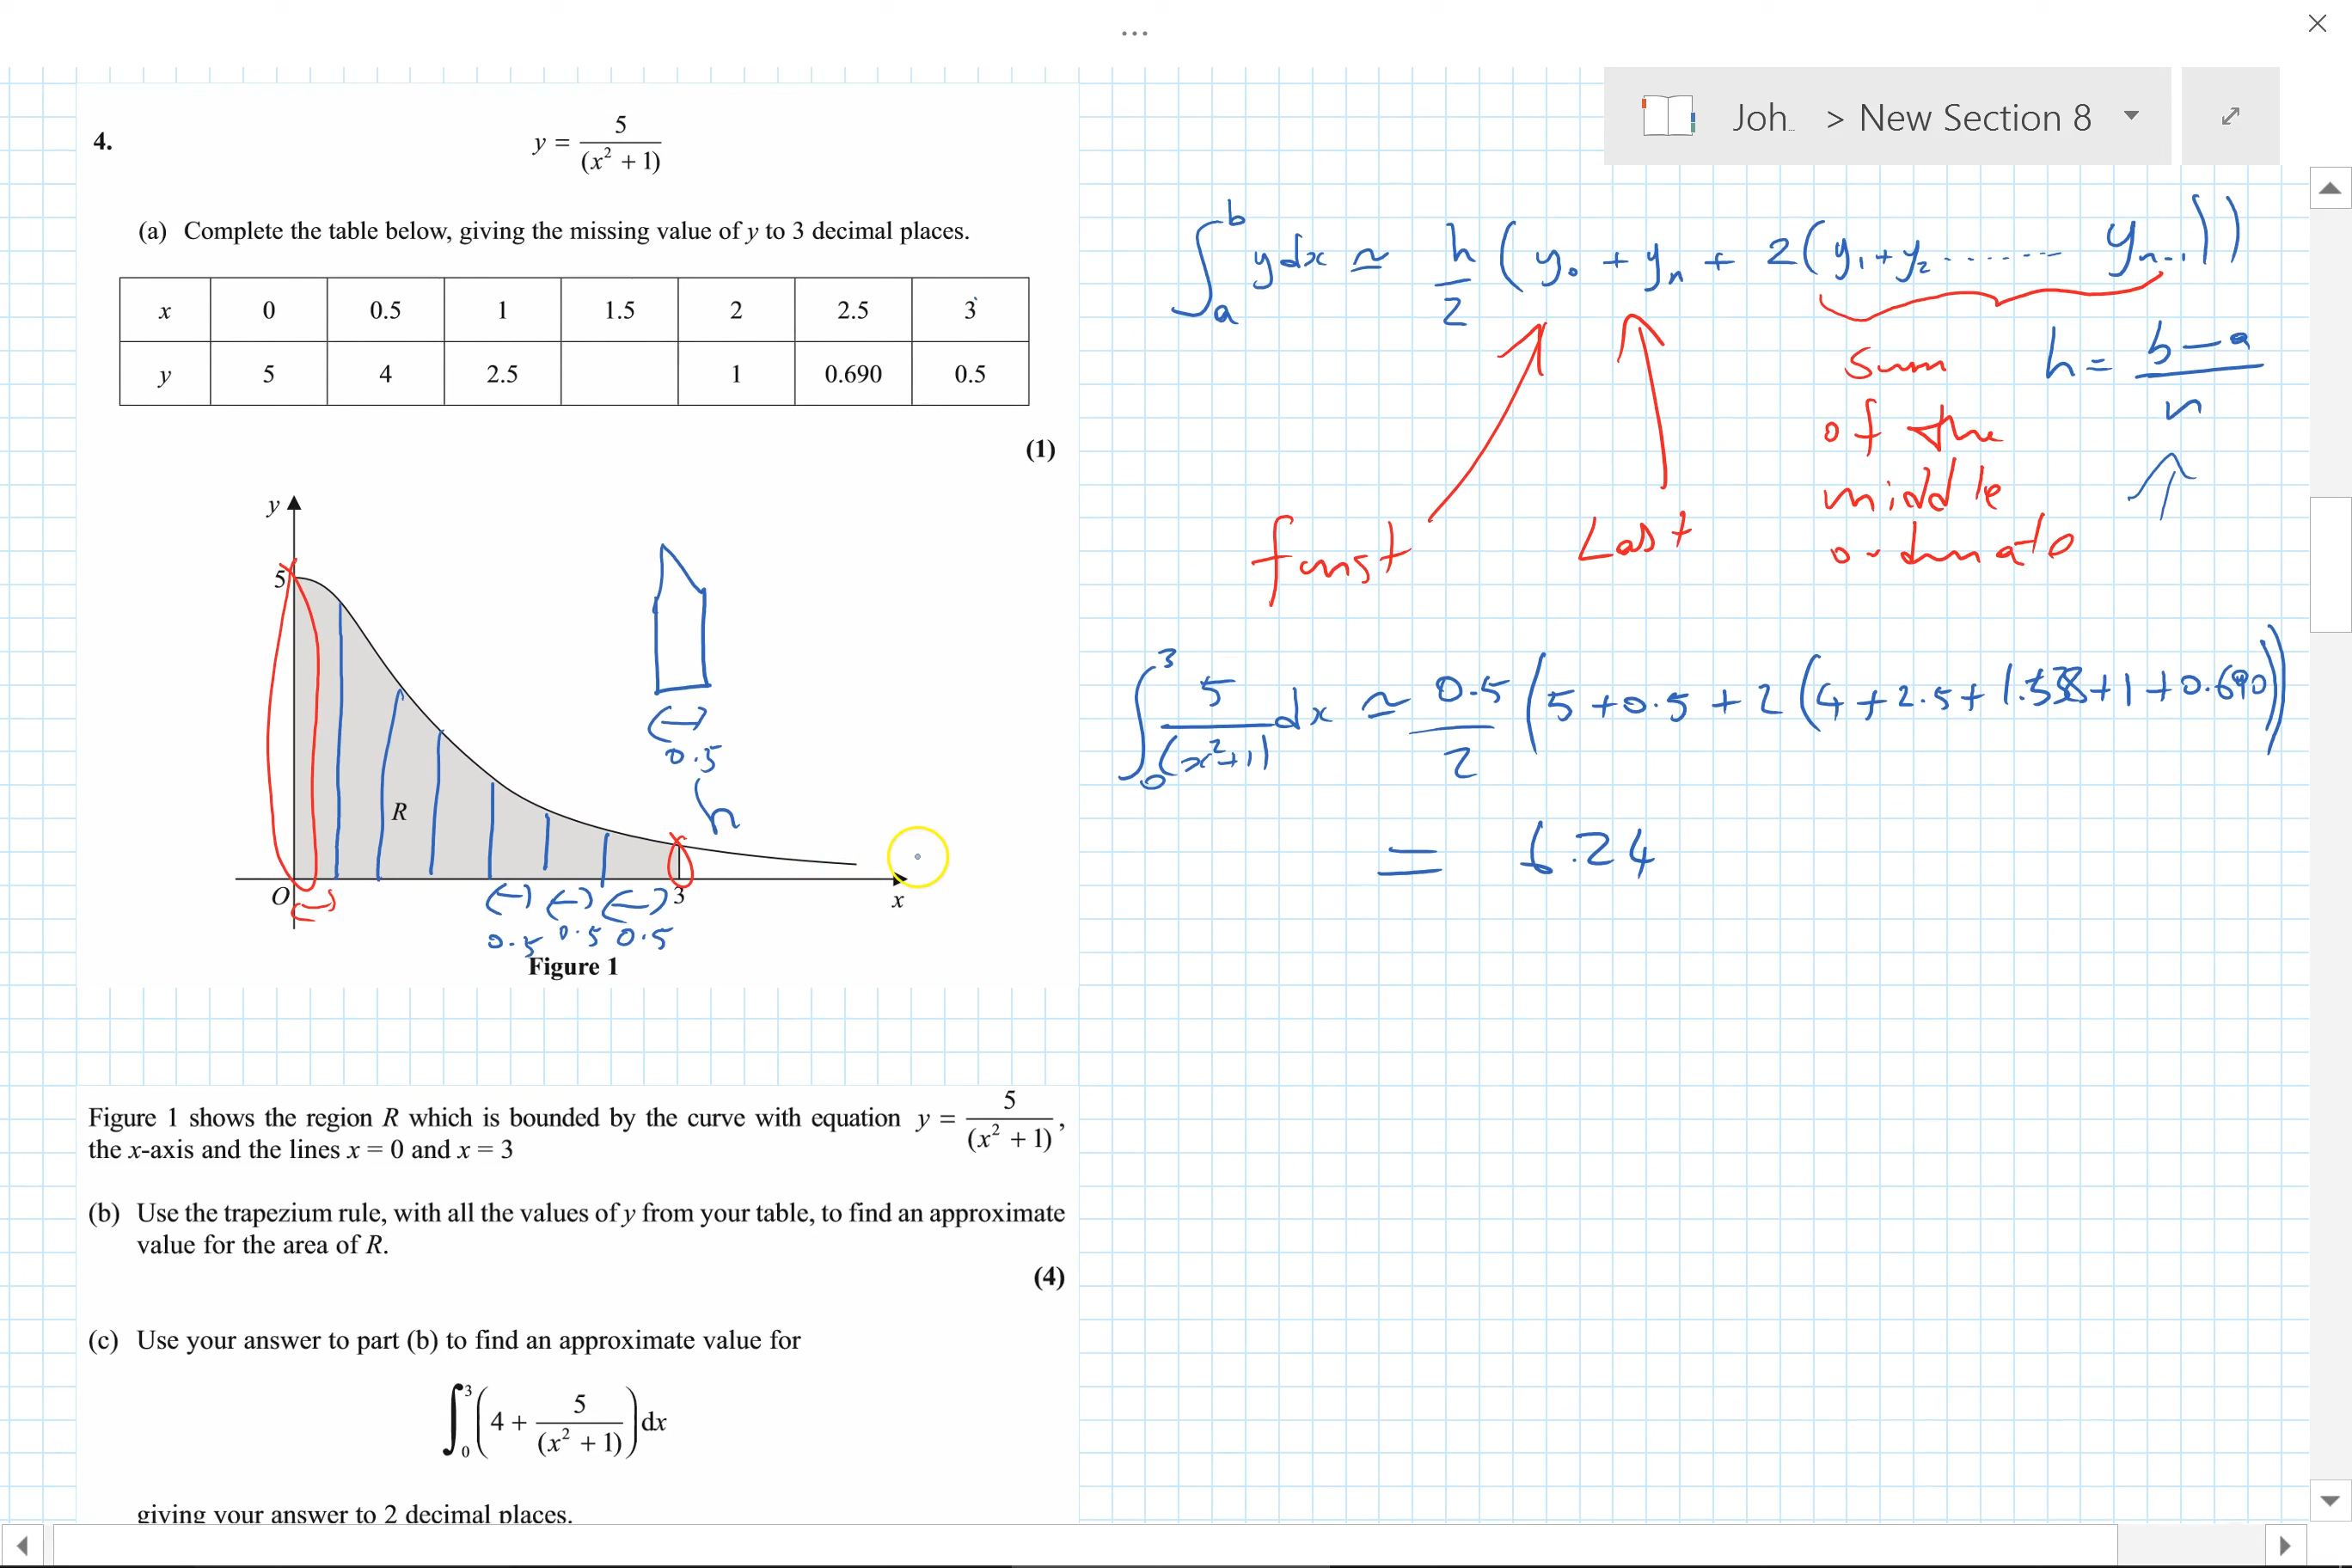 ...
Joh… > New Section 8
4.
y = 5/(x² + 1)
(a) Complete the table below, giving the missing value of y to 3 decimal places.
x 0 0.5 1 1.5 2 2.5 3
y 5 4 2.5 1 0.690 0.5
(1)
y
5
R
O
3
x
0.5 0.5 0.5
Figure 1
0.5
h
∫ₐᵇ y dx ≃ h/2 (y₀ + yₙ + 2(y₁ + y₂ ....... yₙ₋₁))
first
Last
sum
of the
middle
h = b – a / n
∫₀³ 5/(x²+1) dx ≃ 0.5/2 (5 + 0.5 + 2(4 + 2.5 + 1.538 + 1 + 0.690))
= 6.24
Figure 1 shows the region R which is bounded by the curve with equation y = 5/(x² + 1),
the x-axis and the lines x = 0 and x = 3
(b) Use the trapezium rule, with all the values of y from your table, to find an approximate
value for the area of R.
(4)
(c) Use your answer to part (b) to find an approximate value for
∫₀³ (4 + 5/(x² + 1)) dx
giving your answer to 2 decimal places.